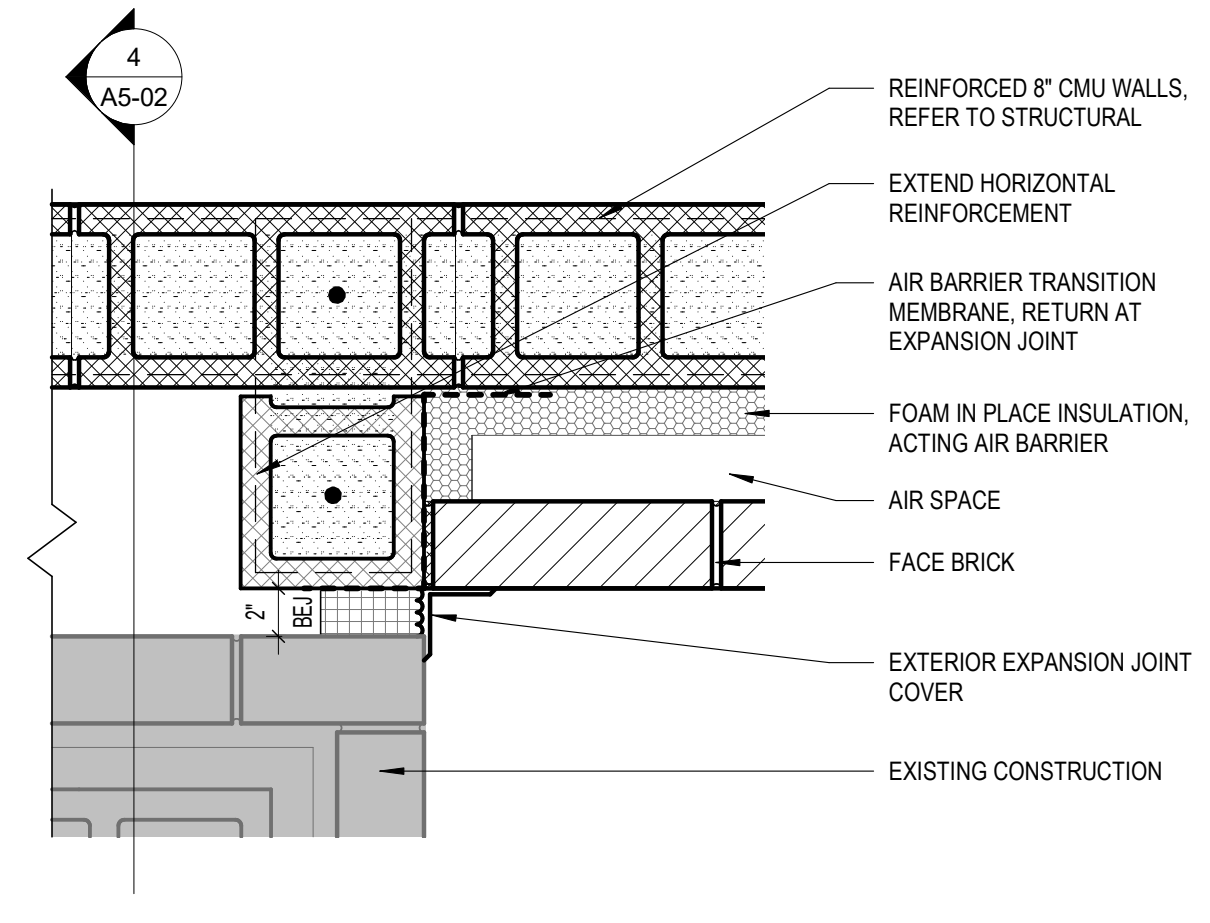 4
A5-02
REINFORCED 8" CMU WALLS,
REFER TO STRUCTURAL
EXTEND HORIZONTAL
REINFORCEMENT
AIR BARRIER TRANSITION
MEMBRANE, RETURN AT
EXPANSION JOINT
FOAM IN PLACE INSULATION,
ACTING AIR BARRIER
AIR SPACE
FACE BRICK
2"
BEJ
EXTERIOR EXPANSION JOINT
COVER
EXISTING CONSTRUCTION